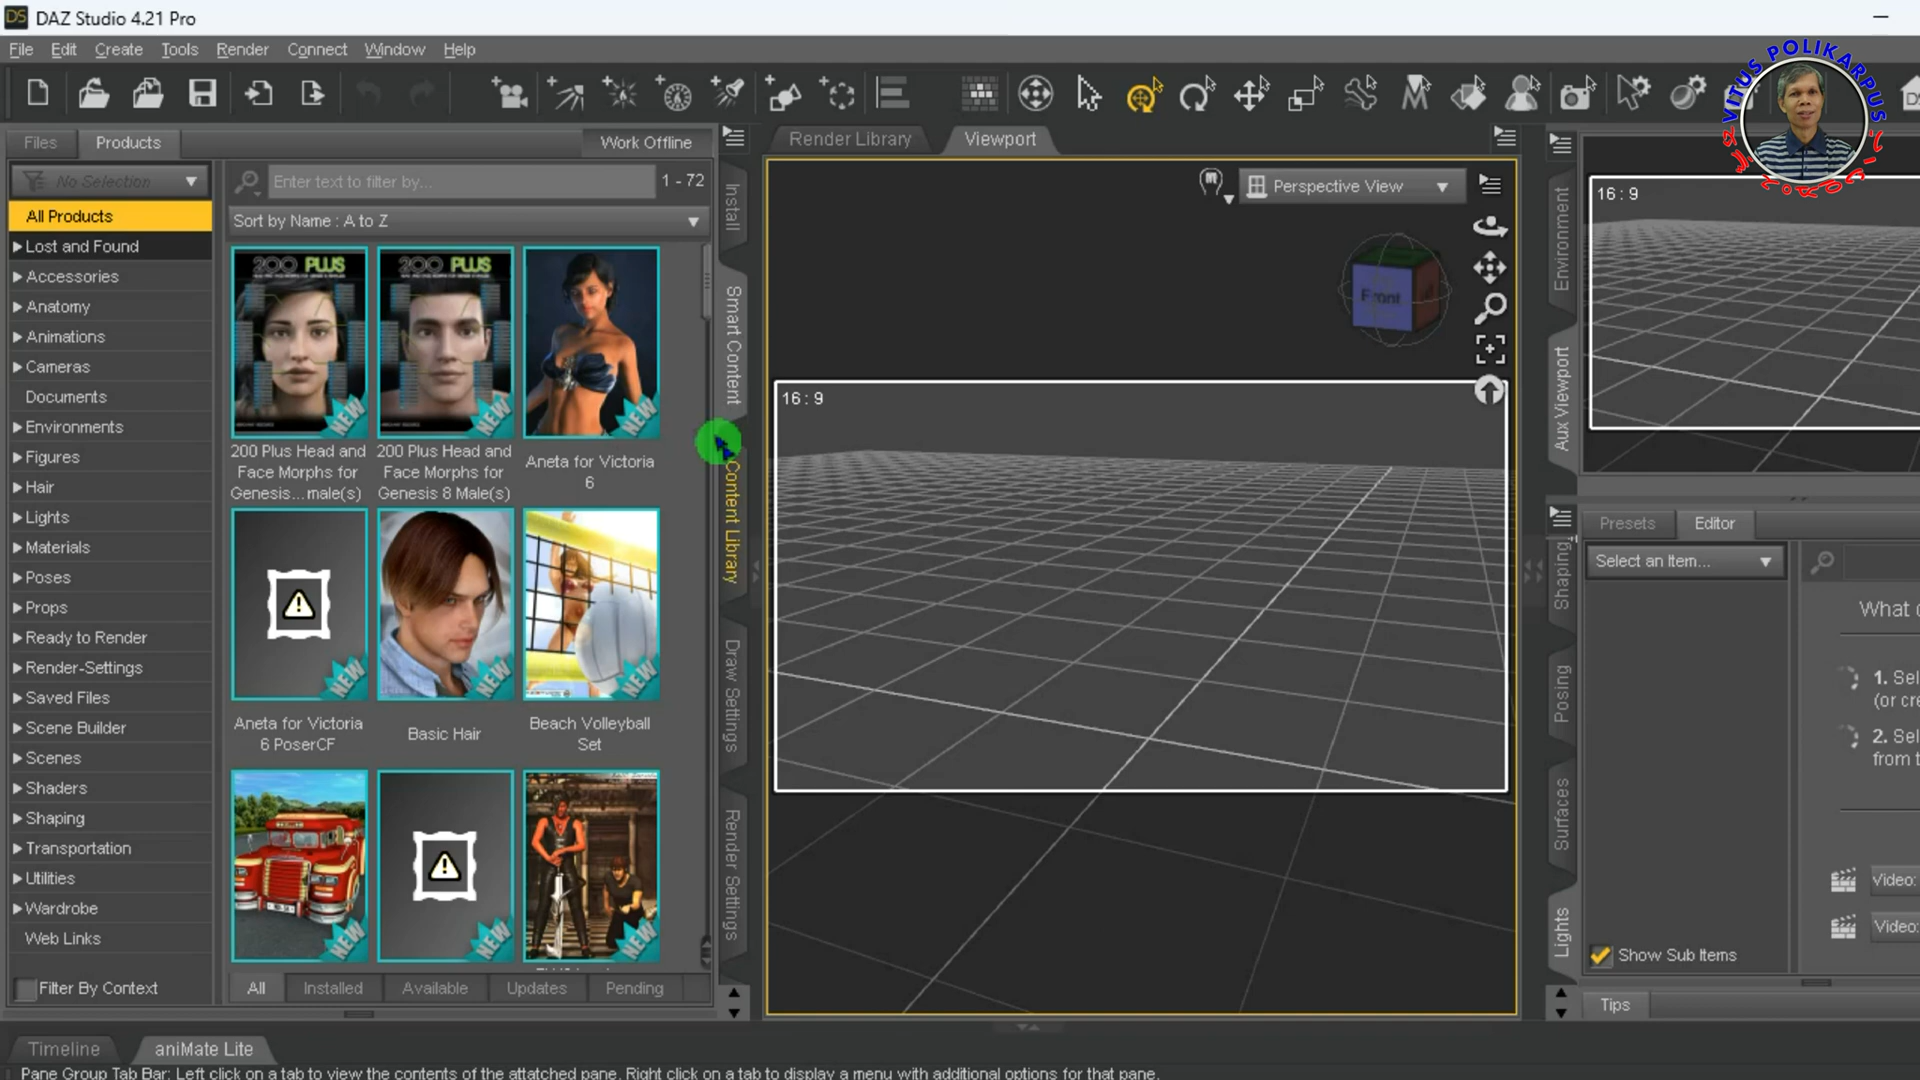 DAZ Studio 4.21 Pro
File Edit Create Tools Render Connect Window Help
VITUS POLIKARPUS
Files Products Work Offline
Render Library Viewport
No Selection
Enter text to filter by...
1 - 72
Perspective View
All Products
Sort by Name : A to Z
Lost and Found
Accessories
Anatomy
Animations
Cameras
Documents
Environments
Figures
Hair
Lights
Materials
Poses
Props
Ready to Render
Render-Settings
Saved Files
Scene Builder
Scenes
Shaders
Shaping
Transportation
Utilities
Wardrobe
Web Links
Filter By Context
200 PLUS
200 PLUS
NEW
NEW
NEW
200 Plus Head and
Face Morphs for
Genesis...male(s)
200 Plus Head and
Face Morphs for
Genesis 8 Male(s)
Aneta for Victoria
6
NEW
NEW
NEW
Aneta for Victoria
6 PoserCF
Basic Hair
Beach Volleyball
Set
NEW
NEW
NEW
All Installed Available Updates Pending
Install
Smart Content
Content Library
Draw Settings
Render Settings
Front
16 : 9
Environment
Aux Viewport
16 : 9
Shaping
Posing
Surfaces
Lights
Presets Editor
Select an Item...
What
1. Sel
(or cre
2. Sel
from t
Video:
Video:
Show Sub Items
Tips
Timeline aniMate Lite
Pane Group Tab Bar: Left click on a tab to view the contents of the attatched pane. Right click on a tab to display a menu with additional options for that pane.